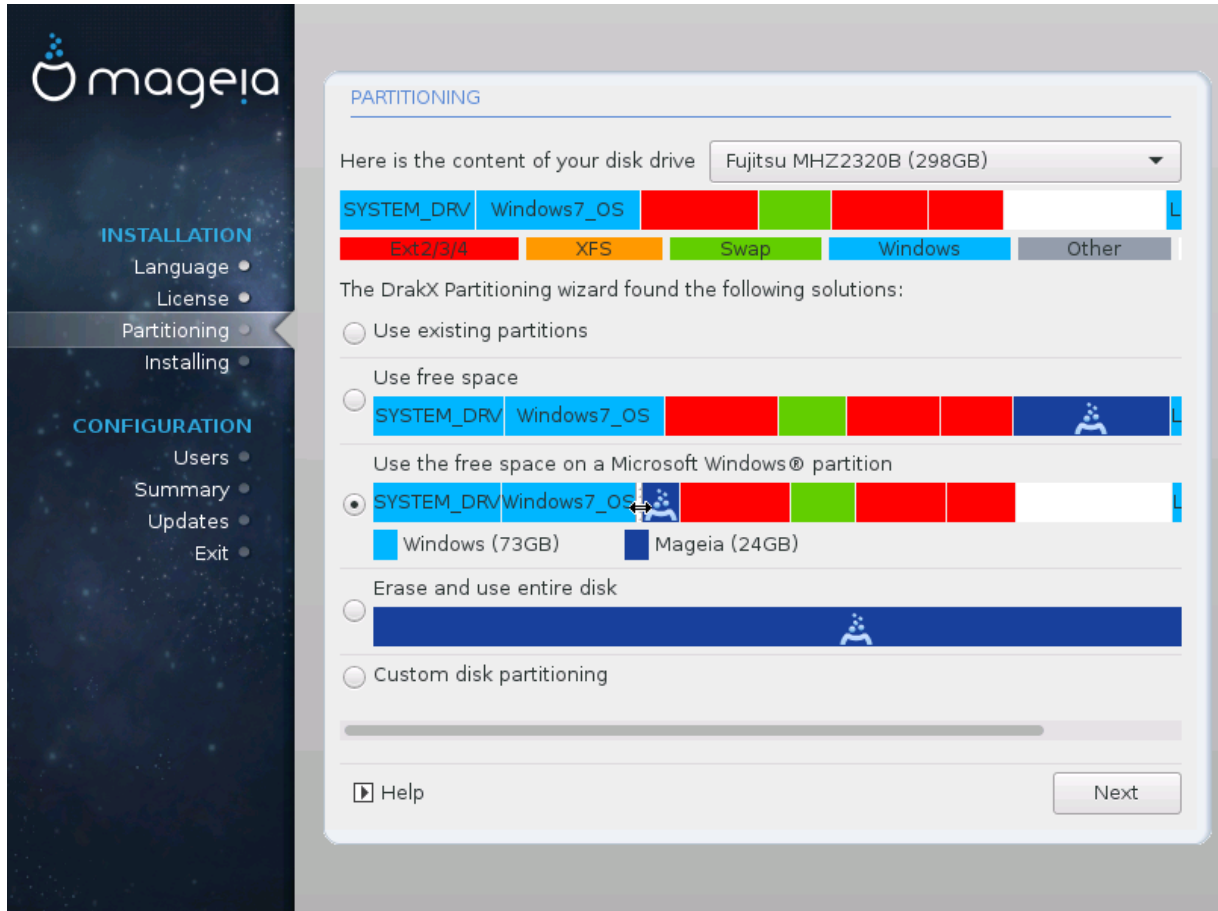 mageia
INSTALLATION
Language
License
Partitioning
Installing
CONFIGURATION
Users
Summary
Updates
Exit
PARTITIONING
Here is the content of your disk drive Fujitsu MHZ2320B (298GB)
SYSTEM_DRV Windows7_OS L
Ext2/3/4 XFS Swap Windows Other
The DrakX Partitioning wizard found the following solutions:
Use existing partitions
Use free space
SYSTEM_DRV Windows7_OS L
Use the free space on a Microsoft Windows® partition
SYSTEM_DRV Windows7_OS L
Windows (73GB) Mageia (24GB)
Erase and use entire disk
Custom disk partitioning
Help Next